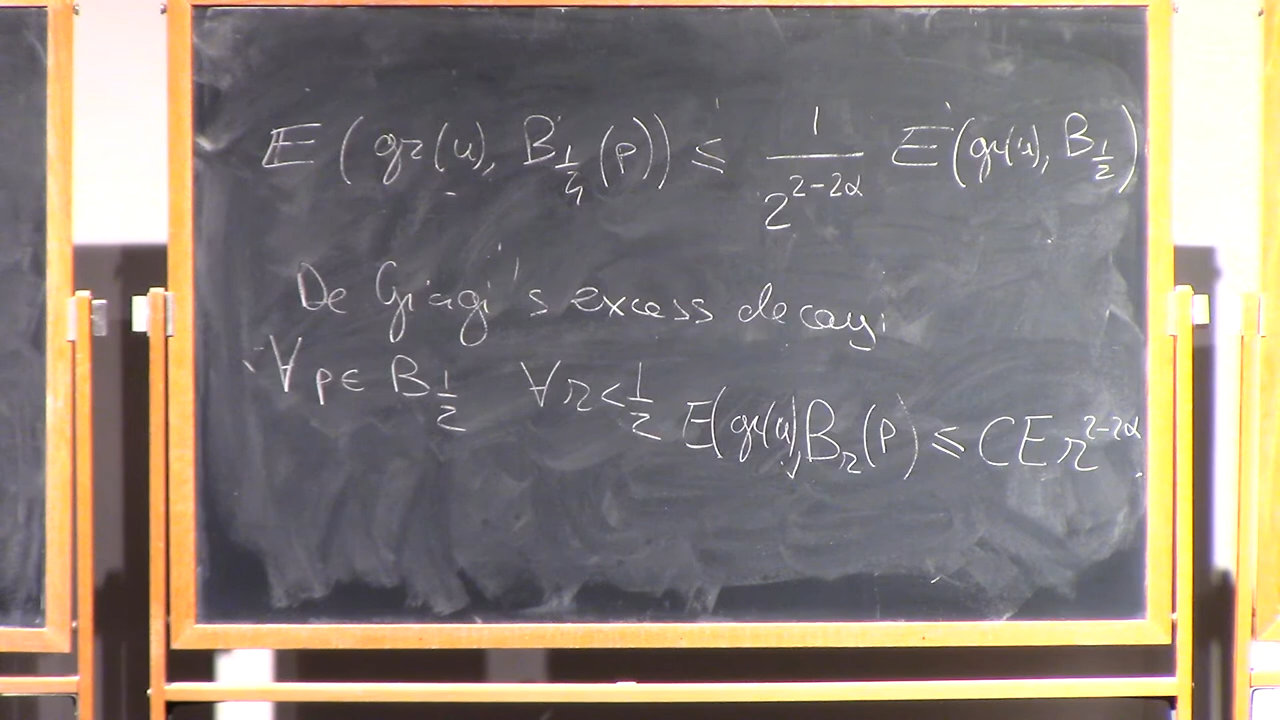 E (gr(u), B_{1/4}(p)) ≤ \frac{1}{2^{2-2α}} E(gr(u), B_{1/2})
De Giorgi's excess decay:
∀ p ∈ B_{1/2} ∀ r < 1/2 E(gr(u), B_r(p)) ≤ C E r^{2-2α}.